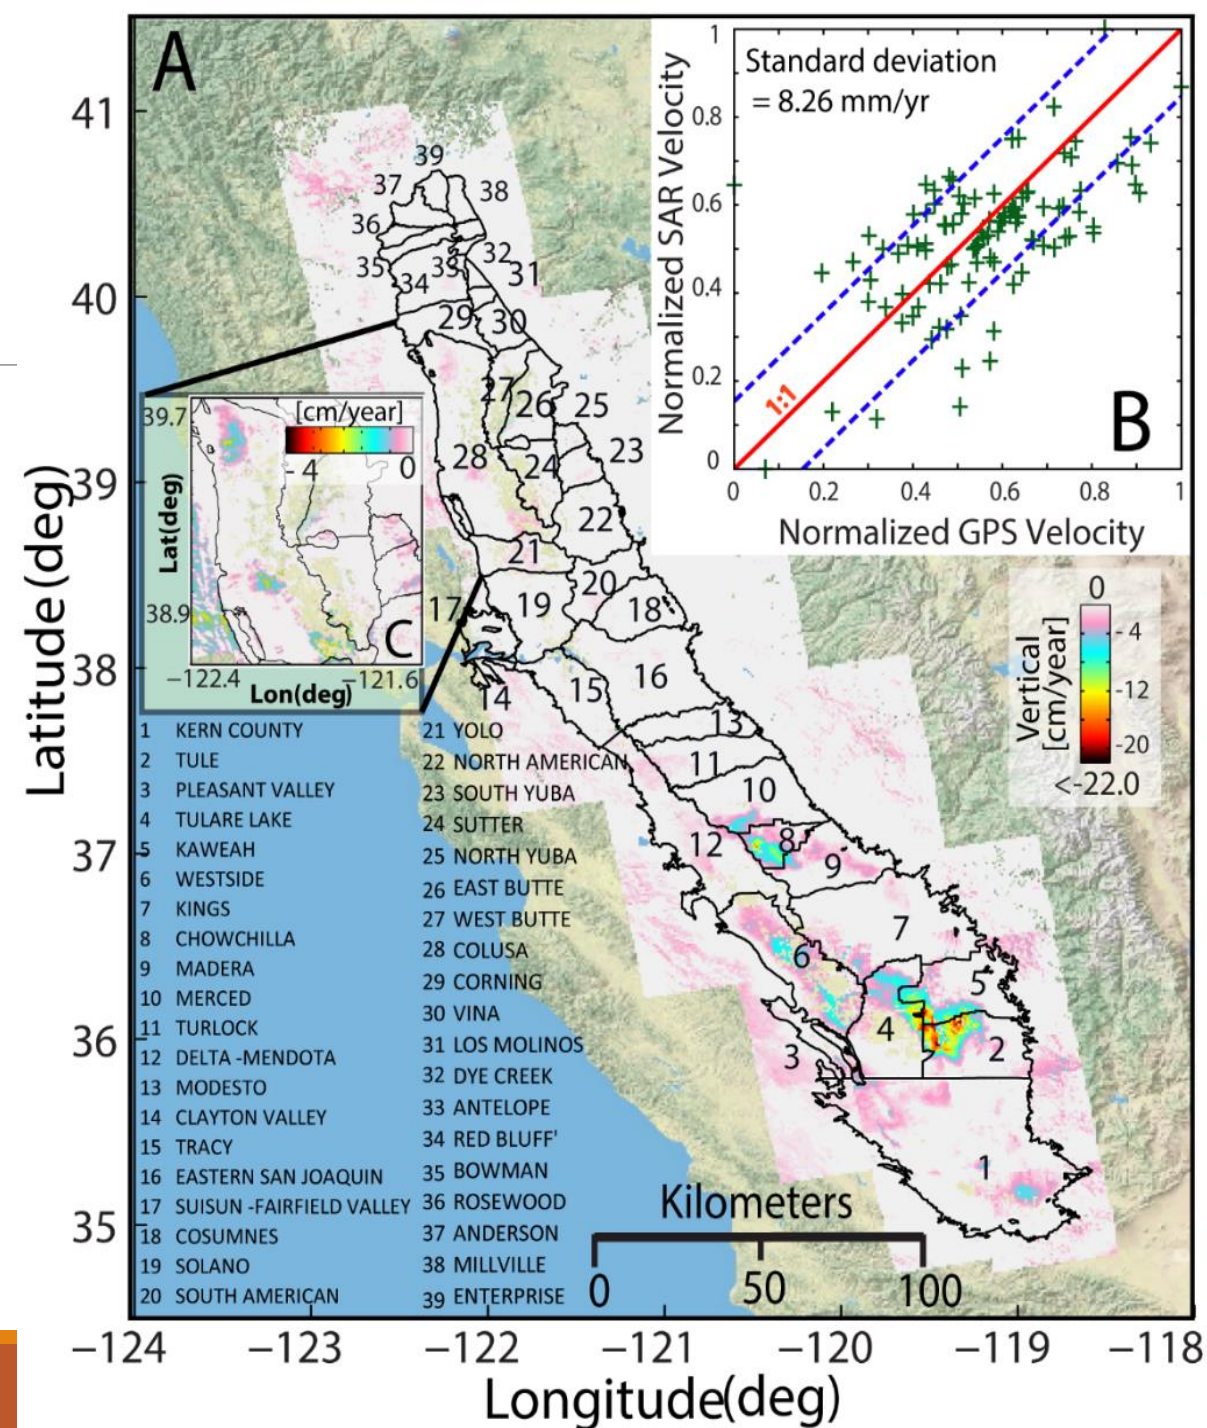 A
41
40
39
38
37
36
35
Latitude(deg)
−124
−123
−122
−121
−120
−119
−118
Longitude(deg)
39
37
38
36
35
33
32
34
31
29
30
27
26
25
28
24
23
22
21
20
17
19
18
16
14
15
13
11
10
12
8
9
7
6
5
4
3
2
1
Standard deviation
= 8.26 mm/yr
1:1
B
1
0.8
0.6
0.4
0.2
0
0
0.2
0.4
0.6
0.8
1
Normalized SAR Velocity
Normalized GPS Velocity
[cm/year]
- 4
0
39.7
38.9
Lat(deg)
−122.4
−121.6
Lon(deg)
C
0
- 4
-12
-20
<-22.0
Vertical
[cm/year]
1 KERN COUNTY
2 TULE
3 PLEASANT VALLEY
4 TULARE LAKE
5 KAWEAH
6 WESTSIDE
7 KINGS
8 CHOWCHILLA
9 MADERA
10 MERCED
11 TURLOCK
12 DELTA -MENDOTA
13 MODESTO
14 CLAYTON VALLEY
15 TRACY
16 EASTERN SAN JOAQUIN
17 SUISUN -FAIRFIELD VALLEY
18 COSUMNES
19 SOLANO
20 SOUTH AMERICAN
21 YOLO
22 NORTH AMERICAN
23 SOUTH YUBA
24 SUTTER
25 NORTH YUBA
26 EAST BUTTE
27 WEST BUTTE
28 COLUSA
29 CORNING
30 VINA
31 LOS MOLINOS
32 DYE CREEK
33 ANTELOPE
34 RED BLUFF'
35 BOWMAN
36 ROSEWOOD
37 ANDERSON
38 MILLVILLE
39 ENTERPRISE
Kilometers
0
50
100